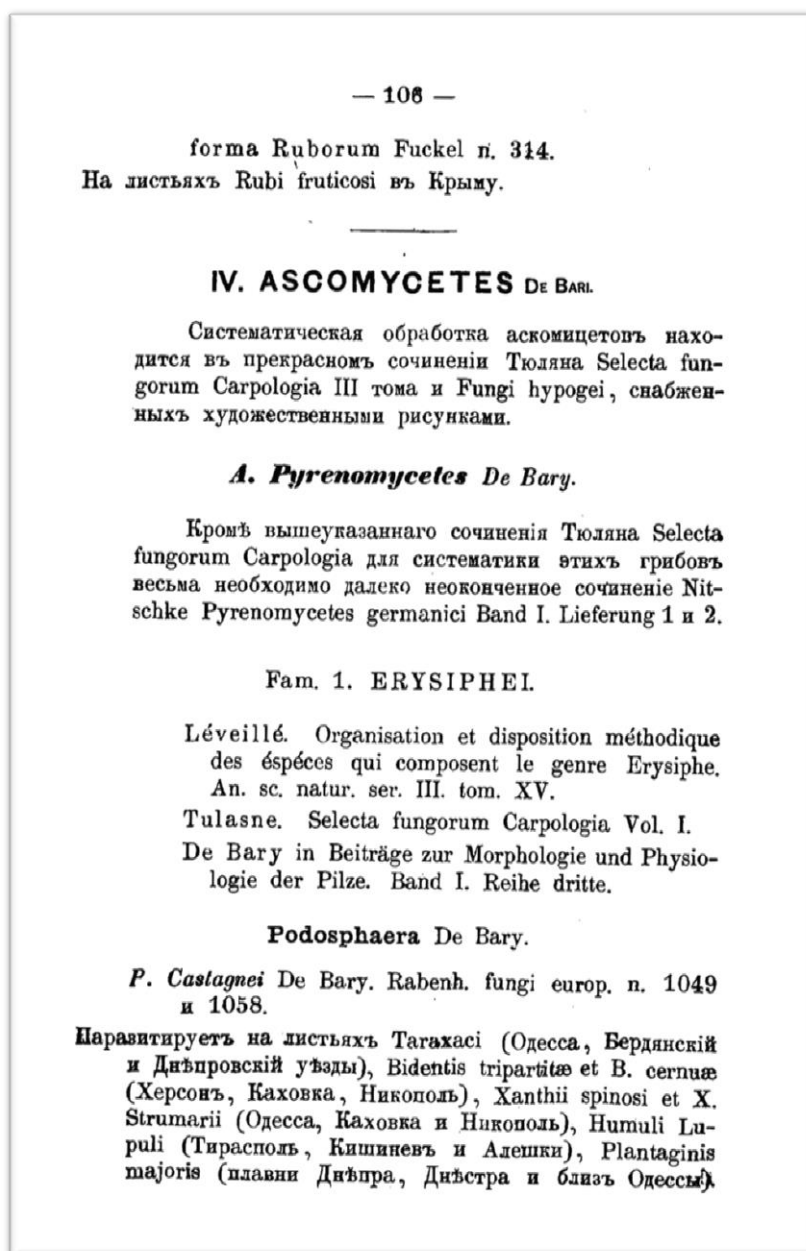 — 106 —
forma Ruborum Fuckel n. 314.
На листьяхъ Rubi fruticosi въ Крыму.
IV. ASCOMYCETES DE BARI.
Систематическая обработка аскомицетовъ нахо-
дится въ прекрасномъ сочиненіи Тюляна Selecta fun-
gorum Carpologia III тома и Fungi hypogei, снабжен-
ныхъ художественными рисунками.
A. Pyrenomycetes De Bary.
Кромѣ вышеуказаннаго сочиненія Тюляна Selecta
fungorum Carpologia для систематики этихъ грибовъ
весьма необходимо далеко неоконченное сочиненіе Nit-
schke Pyrenomycetes germanici Band I. Lieferung 1 и 2.
Fam. 1. ERYSIPHEI.
Léveillé. Organisation et disposition méthodique
des éspéces qui composent le genre Erysiphe.
An. sc. natur. ser. III. tom. XV.
Tulasne. Selecta fungorum Carpologia Vol. I.
De Bary in Beiträge zur Morphologie und Physio-
logie der Pilze. Band I. Reihe dritte.
Podosphaera De Bary.
P. Castagnei De Bary. Rabenh. fungi europ. n. 1049
и 1058.
Паразитируетъ на листьяхъ Taraxaci (Одесса, Бердянскій
и Днѣпровскій уѣзды), Bidentis tripartitæ et B. cernuæ
(Херсонъ, Каховка, Никополь), Xanthii spinosi et X.
Strumarii (Одесса, Каховка и Никополь), Humuli Lu-
puli (Тирасполь, Кишиневъ и Алешки), Plantaginis
majoris (плавни Днѣпра, Днѣстра и близъ Одессы).